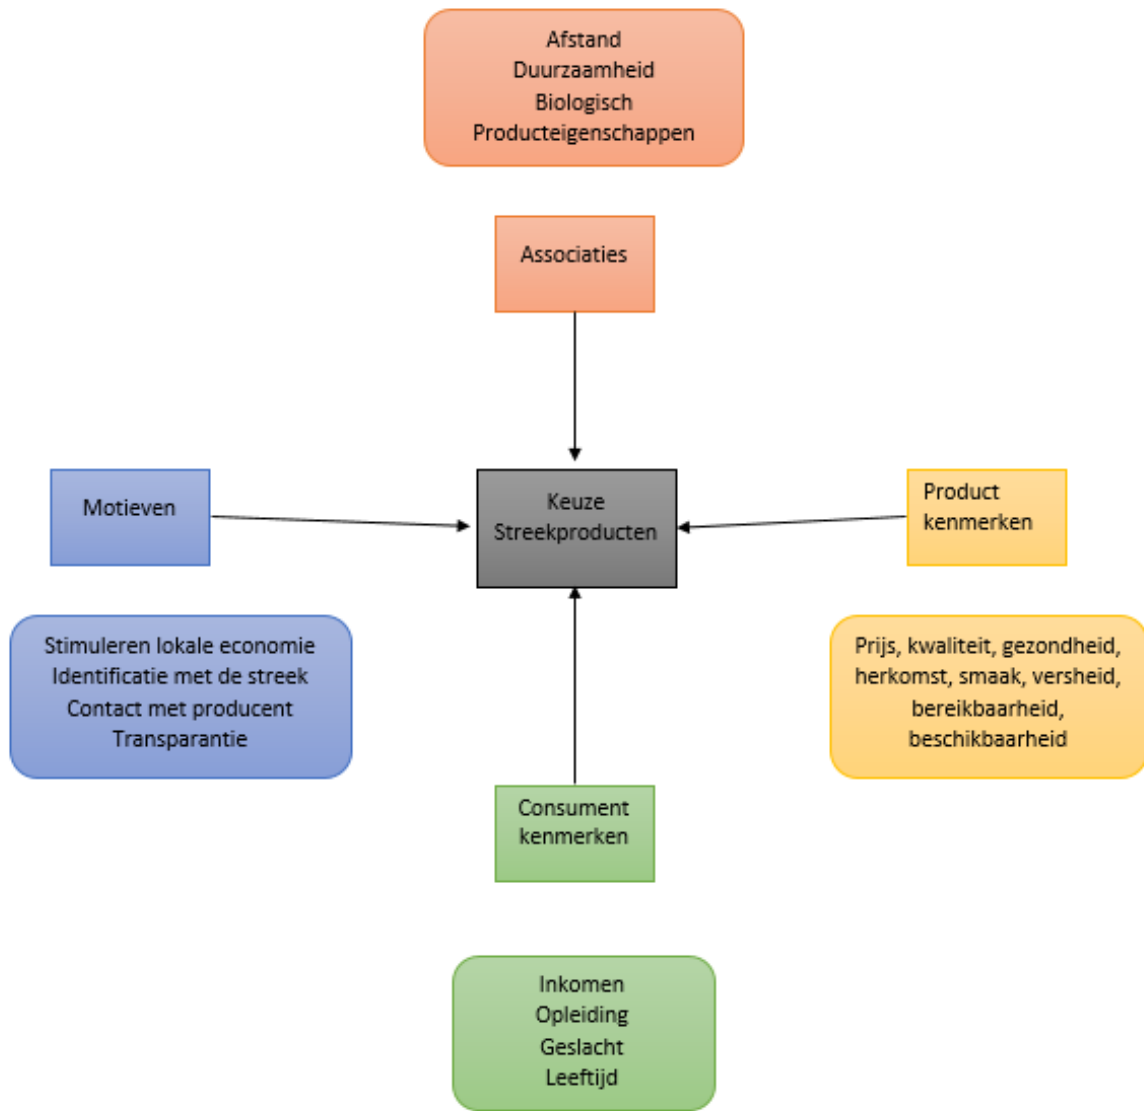 Afstand
Duurzaamheid
Biologisch
Producteigenschappen
Associaties
Motieven
Keuze
Streekproducten
Product
kenmerken
Stimuleren lokale economie
Identificatie met de streek
Contact met producent
Transparantie
Prijs, kwaliteit, gezondheid,
herkomst, smaak, versheid,
bereikbaarheid,
beschikbaarheid
Consument
kenmerken
Inkomen
Opleiding
Geslacht
Leeftijd